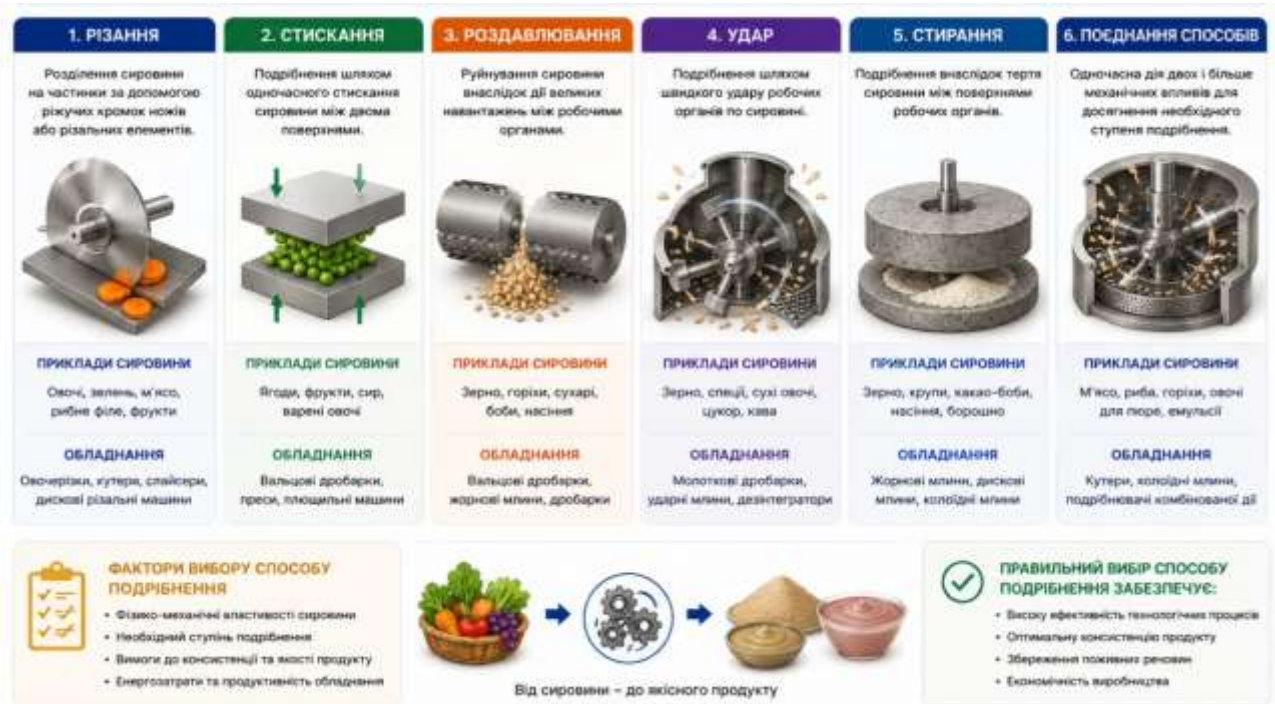 1. РІЗАННЯ
Розділення сировини
на частинки за допомогою
ріжучих кромок ножів
або різальних елементів.
ПРИКЛАДИ СИРОВИНИ
Овочі, зелень, м'ясо,
рибне філе, фрукти
ОБЛАДНАННЯ
Овочерізки, кутери, слайсери,
дискові різальні машини
2. СТИСКАННЯ
Подрібнення шляхом
одночасного стискання
сировини між двома
поверхнями.
ПРИКЛАДИ СИРОВИНИ
Ягоди, фрукти, сир,
варені овочі
ОБЛАДНАННЯ
Вальцові дробарки,
преси, плющильні машини
3. РОЗДАВЛЮВАННЯ
Руйнування сировини
внаслідок дії великих
навантажень між робочими
органами.
ПРИКЛАДИ СИРОВИНИ
Зерно, горіхи, сухарі,
боби, насіння
ОБЛАДНАННЯ
Вальцові дробарки,
жорнові млини, дробарки
4. УДАР
Подрібнення шляхом
швидкого удару робочих
органів по сировині.
ПРИКЛАДИ СИРОВИНИ
Зерно, спеції, сухі овочі,
цукор, кава
ОБЛАДНАННЯ
Молоткові дробарки,
ударні млини, дезінтегратори
5. СТИРАННЯ
Подрібнення внаслідок тертя
сировини між поверхнями
робочих органів.
ПРИКЛАДИ СИРОВИНИ
Зерно, крупи, какао-боби,
насіння, борошно
ОБЛАДНАННЯ
Жорнові млини, дискові
млини, колоїдні млини
6. ПОЄДНАННЯ СПОСОБІВ
Одночасна дія двох і більше
механічних впливів для
досягнення необхідного
ступеня подрібнення.
ПРИКЛАДИ СИРОВИНИ
М'ясо, риба, горіхи, овочі
для пюре, емульсії
ОБЛАДНАННЯ
Кутери, колоїдні млини,
подрібнювачі комбінованої дії
ФАКТОРИ ВИБОРУ СПОСОБУ
ПОДРІБНЕННЯ
• Фізико-механічні властивості сировини
• Необхідний ступінь подрібнення
• Вимоги до консистенції та якості продукту
• Енергозатрати та продуктивність обладнання
Від сировини – до якісного продукту
ПРАВИЛЬНИЙ ВИБІР СПОСОБУ
ПОДРІБНЕННЯ ЗАБЕЗПЕЧУЄ:
• Високу ефективність технологічних процесів
• Оптимальну консистенцію продукту
• Збереження поживних речовин
• Економічність виробництва